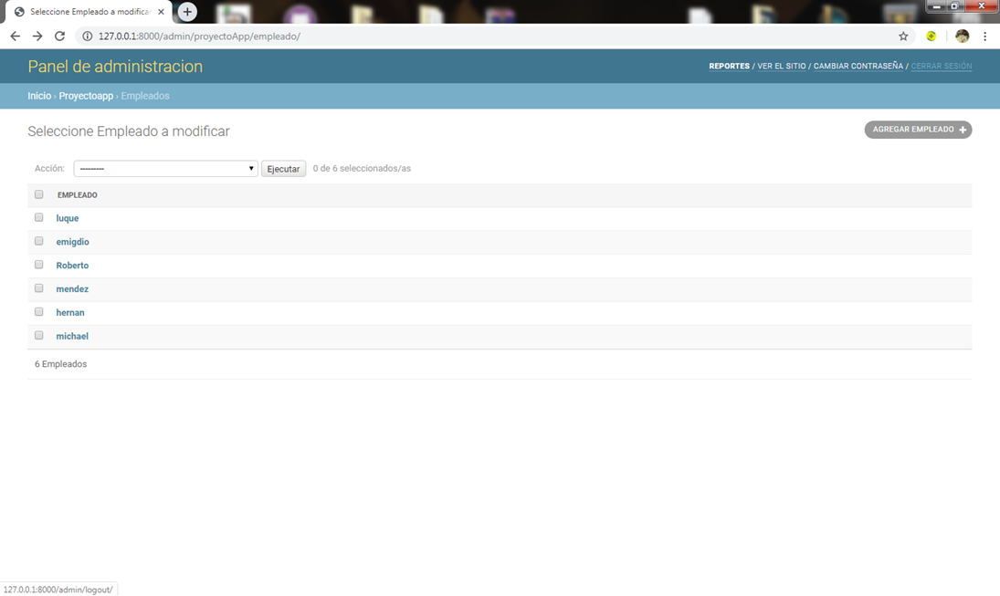 Seleccione Empleado a modifica
127.0.0.1:8000/admin/proyectoApp/empleado/
Panel de administracion
REPORTES / VER EL SITIO / CAMBIAR CONTRASEÑA / CERRAR SESIÓN
Inicio › Proyectoapp › Empleados
Seleccione Empleado a modificar
AGREGAR EMPLEADO +
Acción: --------- Ejecutar 0 de 6 seleccionados/as
EMPLEADO
luque
emigdio
Roberto
mendez
hernan
michael
6 Empleados
127.0.0.1:8000/admin/logout/